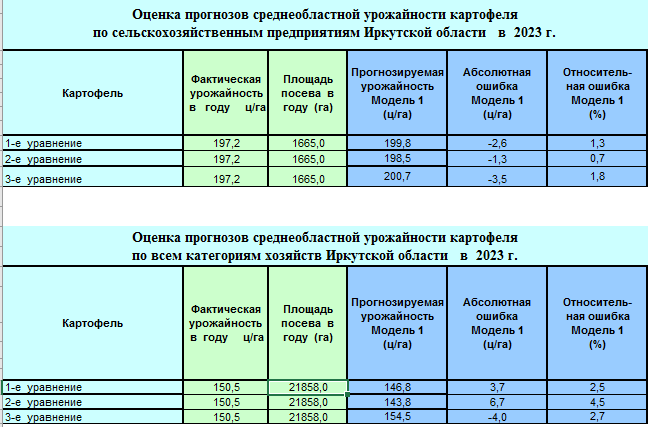 Оценка прогнозов среднеобластной урожайности картофеля
по сельскохозяйственным предприятиям Иркутской области в 2023 г.
Картофель
Фактическая
урожайность
в году ц/га
Площадь
посева в
году (га)
Прогнозируемая
урожайность
Модель 1
(ц/га)
Абсолютная
ошибка
Модель 1
(ц/га)
Относитель-
ная ошибка
Модель 1
(%)
1-е уравнение 197,2 1665,0 199,8 -2,6 1,3
2-е уравнение 197,2 1665,0 198,5 -1,3 0,7
3-е уравнение 197,2 1665,0 200,7 -3,5 1,8
Оценка прогнозов среднеобластной урожайности картофеля
по всем категориям хозяйств Иркутской области в 2023 г.
Картофель
Фактическая
урожайность
в году ц/га
Площадь
посева в
году (га)
Прогнозируемая
урожайность
Модель 1
(ц/га)
Абсолютная
ошибка
Модель 1
(ц/га)
Относитель-
ная ошибка
Модель 1
(%)
1-е уравнение 150,5 21858,0 146,8 3,7 2,5
2-е уравнение 150,5 21858,0 143,8 6,7 4,5
3-е уравнение 150,5 21858,0 154,5 -4,0 2,7